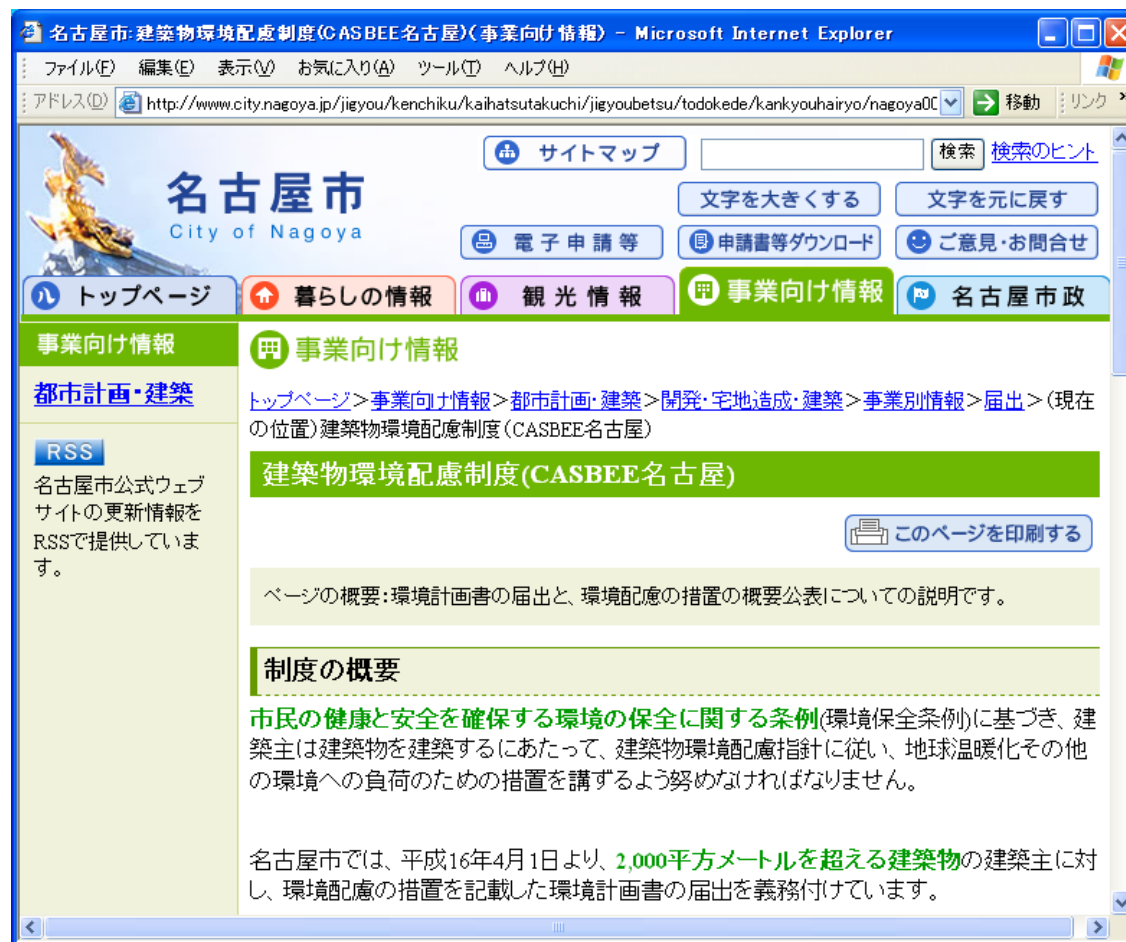 名古屋市:建築物環境配慮制度(CASBEE名古屋)(事業向け情報) - Microsoft Internet Explorer
ファイル(F) 編集(E) 表示(V) お気に入り(A) ツール(T) ヘルプ(H)
アドレス(D) http://www.city.nagoya.jp/jigyou/kenchiku/kaihatsutakuchi/jigyoubetsu/todokede/kankyouhairyo/nagoya00 移動 リンク
サイトマップ 検索 検索のヒント
名古屋市
City of Nagoya
文字を大きくする 文字を元に戻す
電子申請等 申請書等ダウンロード ご意見・お問合せ
トップページ 暮らしの情報 観光情報 事業向け情報 名古屋市政
事業向け情報
都市計画・建築
RSS
名古屋市公式ウェブ
サイトの更新情報を
RSSで提供していま
す。
事業向け情報
トップページ>事業向け情報>都市計画・建築>開発・宅地造成・建築>事業別情報>届出>(現在
の位置)建築物環境配慮制度(CASBEE名古屋)
建築物環境配慮制度(CASBEE名古屋)
このページを印刷する
ページの概要:環境計画書の届出と、環境配慮の措置の概要公表についての説明です。
制度の概要
市民の健康と安全を確保する環境の保全に関する条例(環境保全条例)に基づき、建
築主は建築物を建築するにあたって、建築物環境配慮指針に従い、地球温暖化その他
の環境への負荷のための措置を講ずるよう努めなければなりません。
名古屋市では、平成16年4月1日より、2,000平方メートルを超える建築物の建築主に対
し、環境配慮の措置を記載した環境計画書の届出を義務付けています。